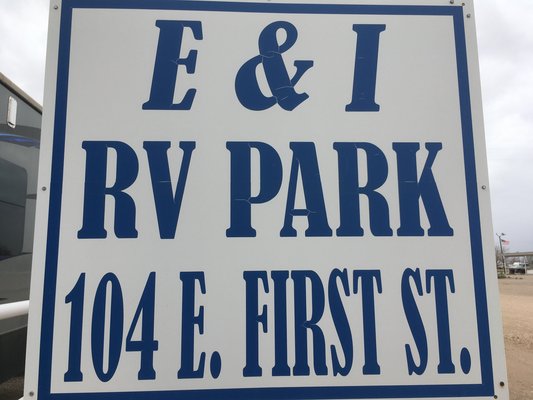 E & I
RV PARK
104 E. FIRST ST.